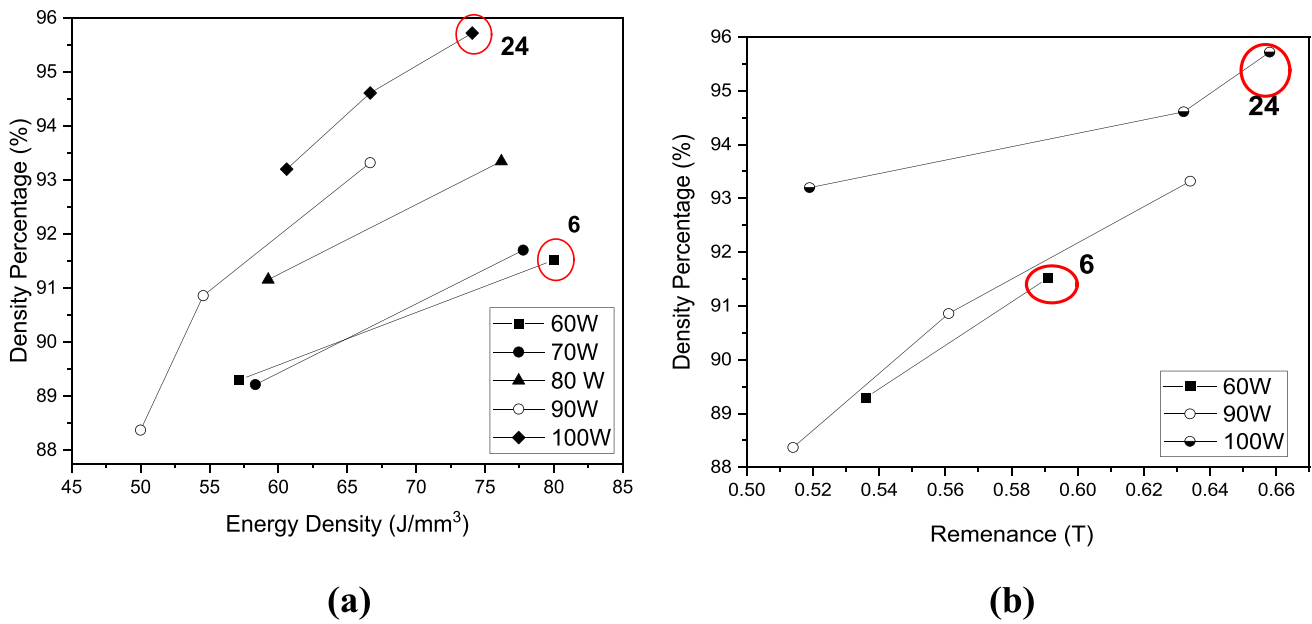 96
95
94
93
92
91
90
89
88
45 50 55 60 65 70 75 80 85
Density Percentage (%)
Energy Density (J/mm³)
24
6
60W
70W
80 W
90W
100W
(a)
96
95
94
93
92
91
90
89
88
0.50 0.52 0.54 0.56 0.58 0.60 0.62 0.64 0.66
Density Percentage (%)
Remenance (T)
24
6
60W
90W
100W
(b)